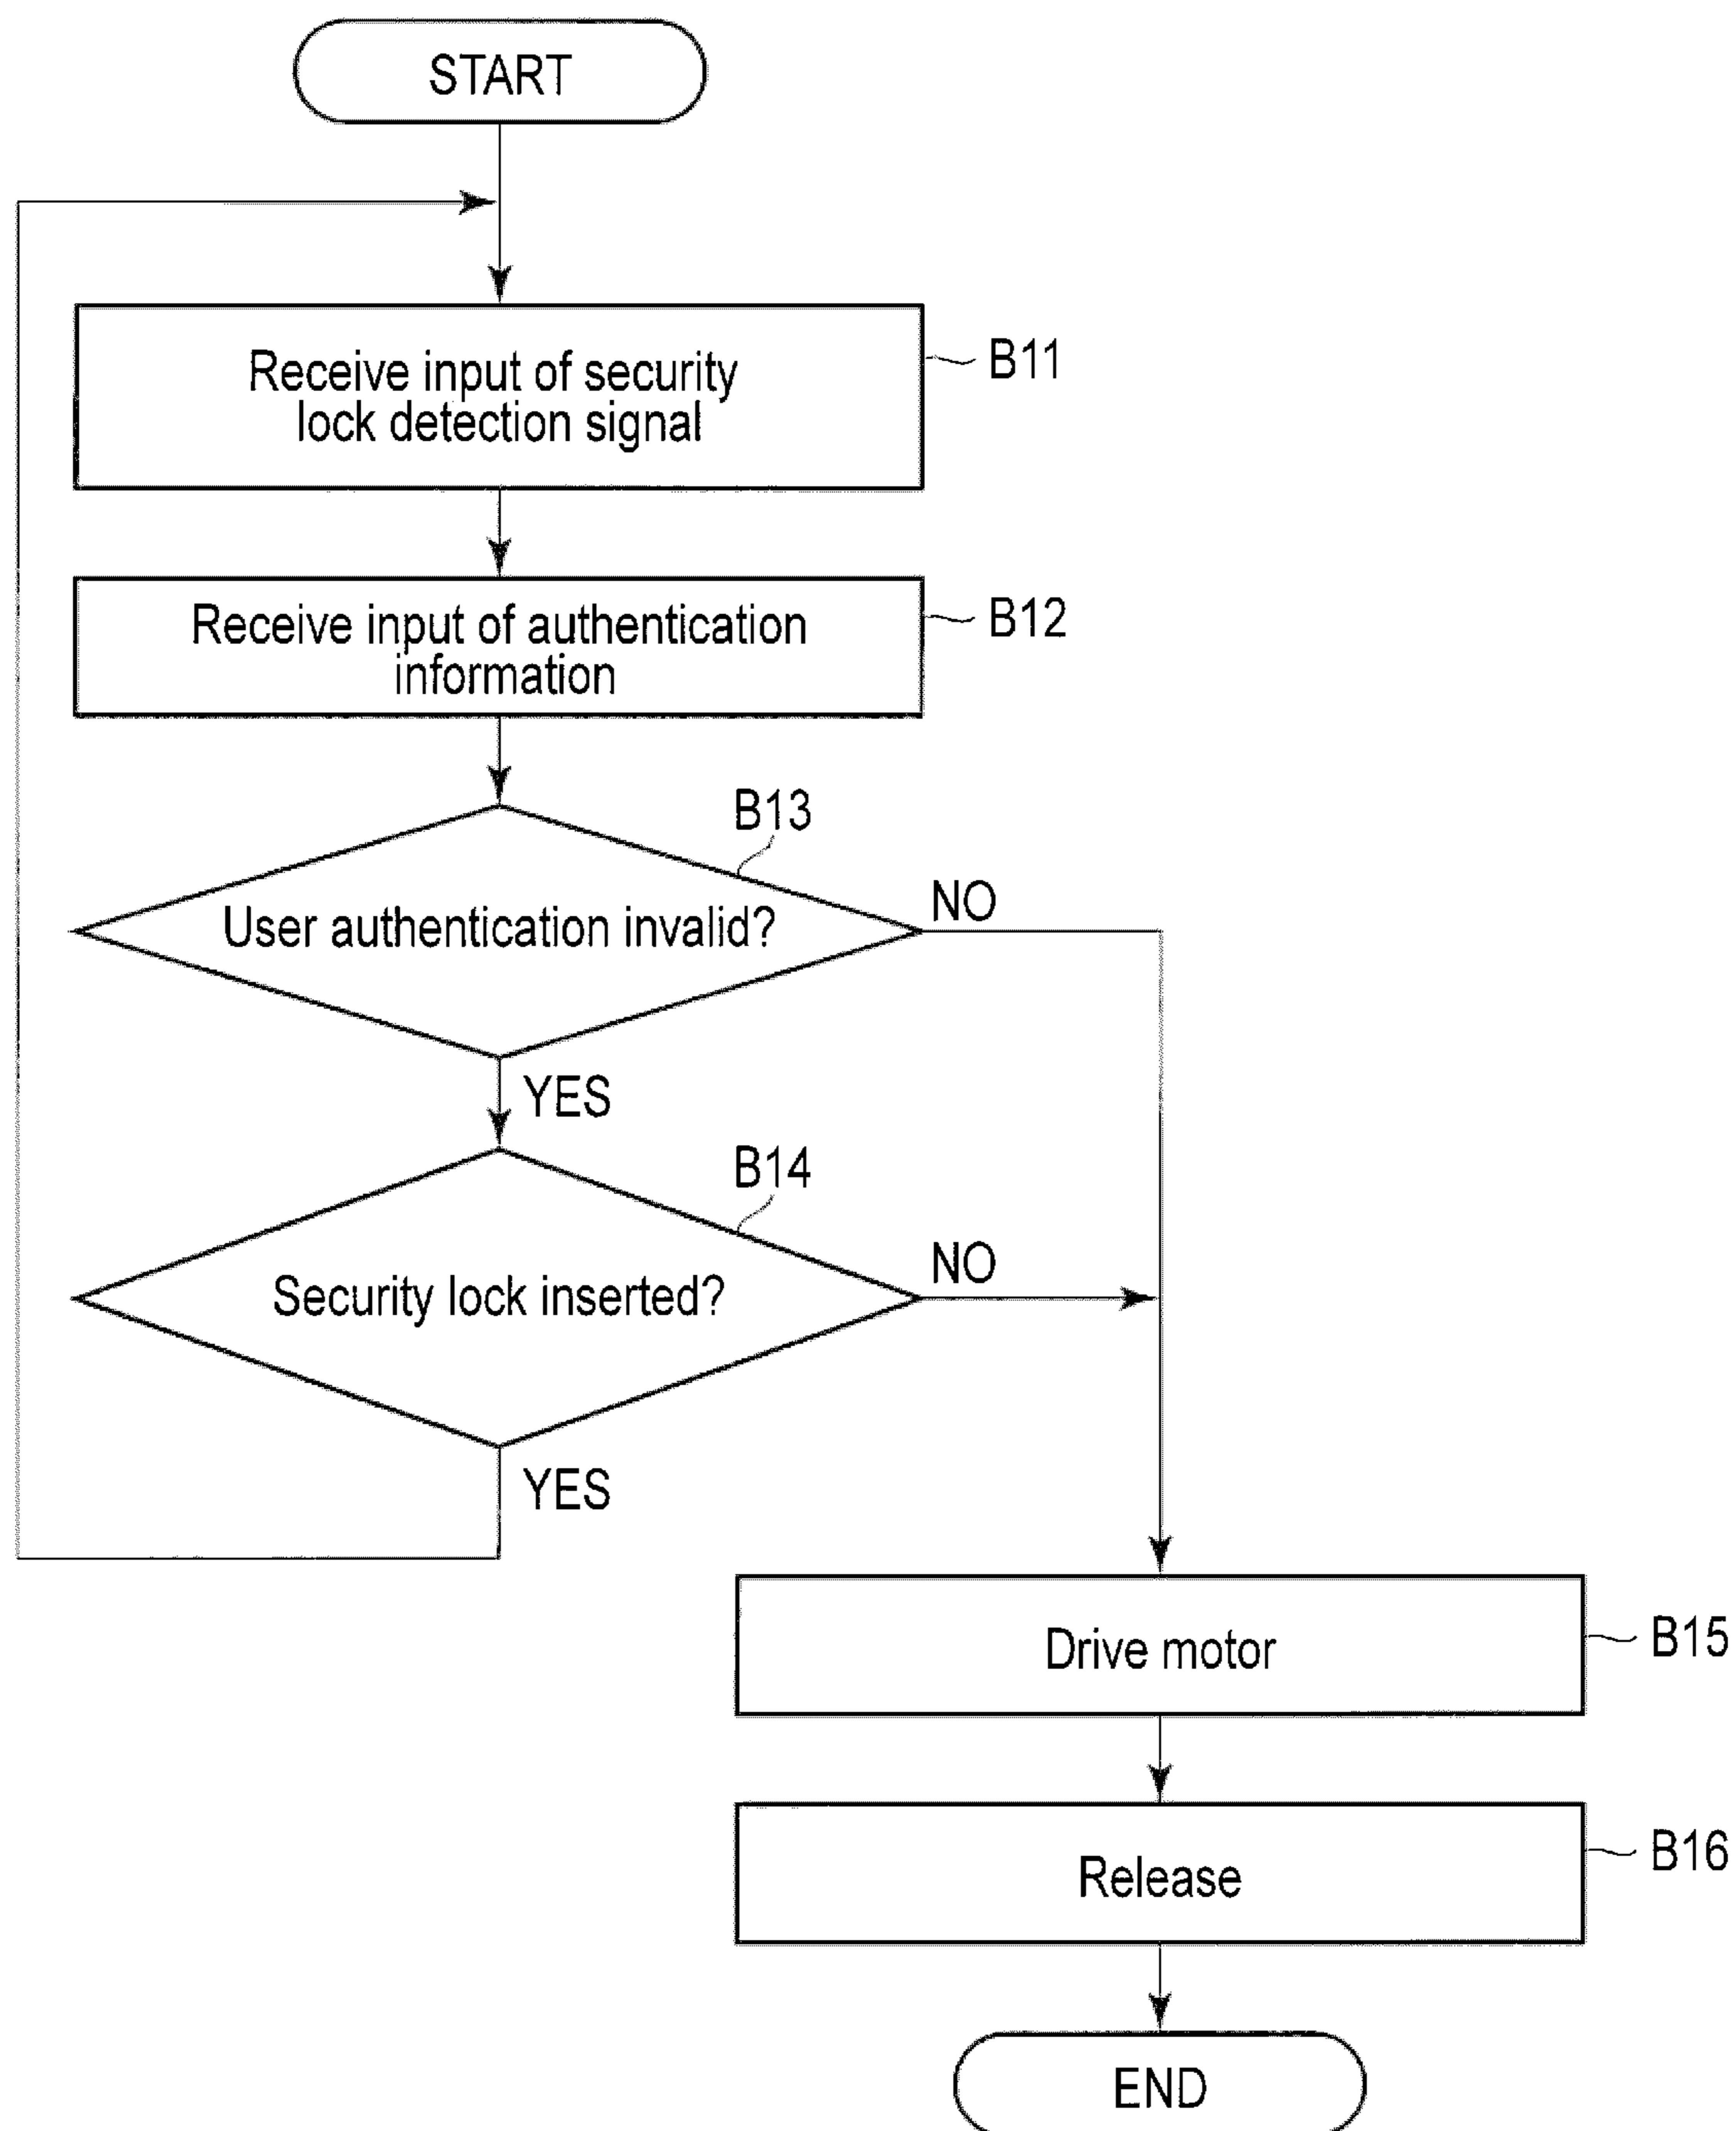 START
Receive input of security
lock detection signal
B11
Receive input of authentication
information
B12
B13
User authentication invalid?
NO
YES
B14
Security lock inserted?
NO
YES
Drive motor
B15
Release
B16
END